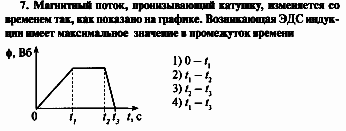 7. Магнитный поток, пронизывающий катушку, изменяется со
временем так, как показано на графике. Возникающая ЭДС индук-
ции имеет максимальное значение в промежуток времени
ϕ, Вб
0 t₁ t₂ t₃ t, c
1) 0 – t₁
2) t₁ – t₂
3) t₂ – t₃
4) t₁ – t₃